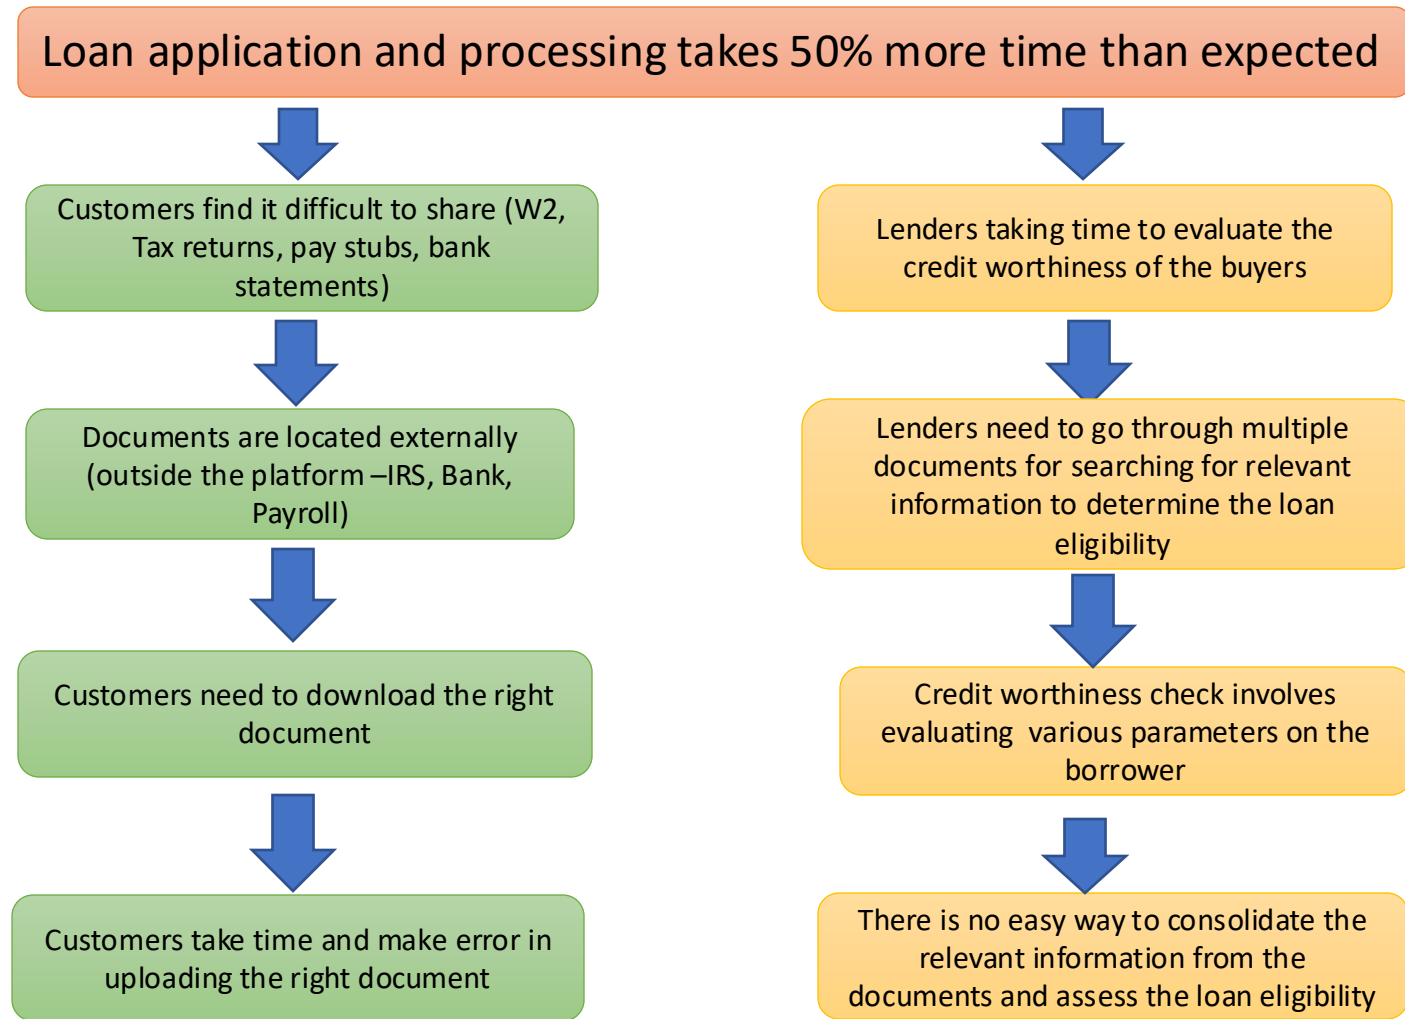 Loan application and processing takes 50% more time than expected
Customers find it difficult to share (W2,
Tax returns, pay stubs, bank
statements)
Documents are located externally
(outside the platform –IRS, Bank,
Payroll)
Customers need to download the right
document
Customers take time and make error in
uploading the right document
Lenders taking time to evaluate the
credit worthiness of the buyers
Lenders need to go through multiple
documents for searching for relevant
information to determine the loan
eligibility
Credit worthiness check involves
evaluating  various parameters on the
borrower
There is no easy way to consolidate the
relevant information from the
documents and assess the loan eligibility